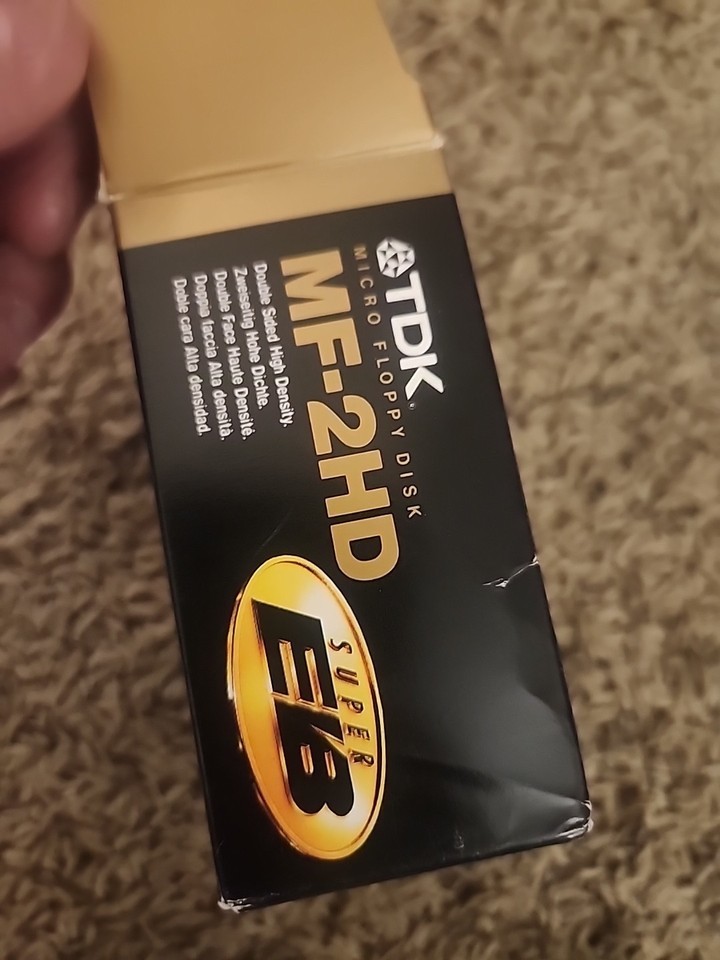 TDK
MICRO FLOPPY DISK
MF-2HD
Double Sided High Density.
Zweiseitig Hohe Dichte.
Double Face Haute Densité.
Doppia faccia Alta densità.
Doble cara Alta densidad.
SUPER
EB